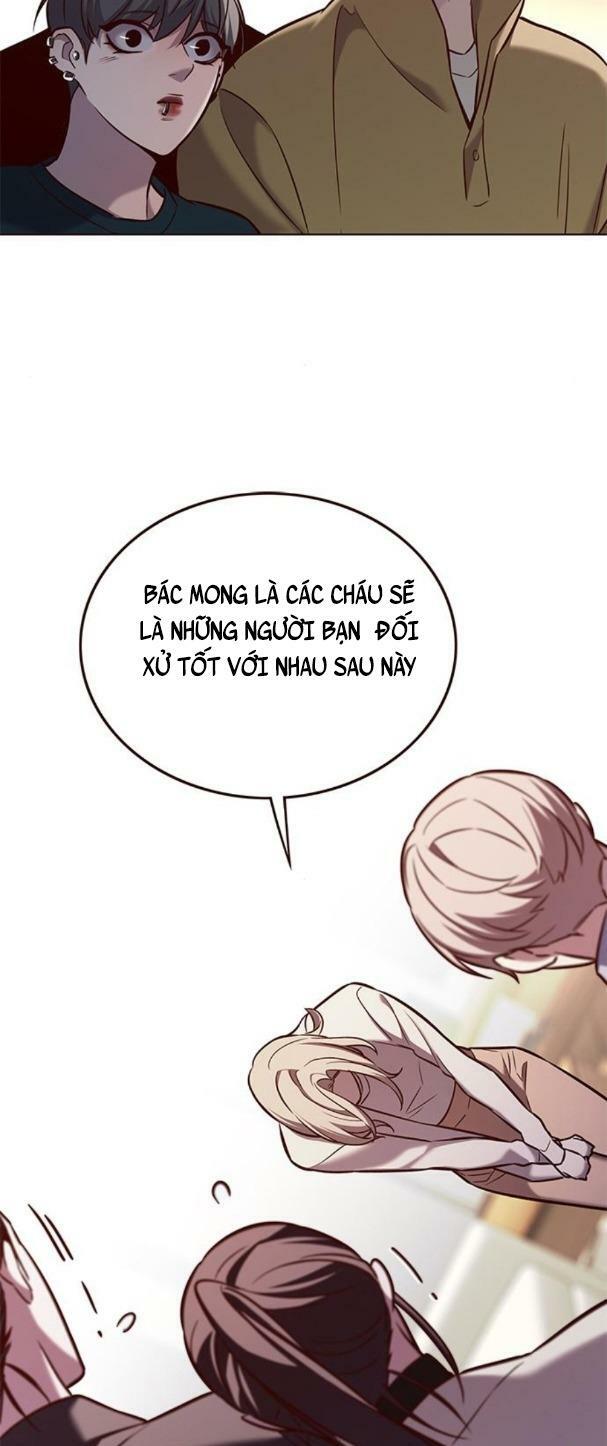 BÁC MONG LÀ CÁC CHÁU SẼ
LÀ NHỮNG NGƯỜI BẠN ĐỐI
XỬ TỐT VỚI NHAU SAU NÀY